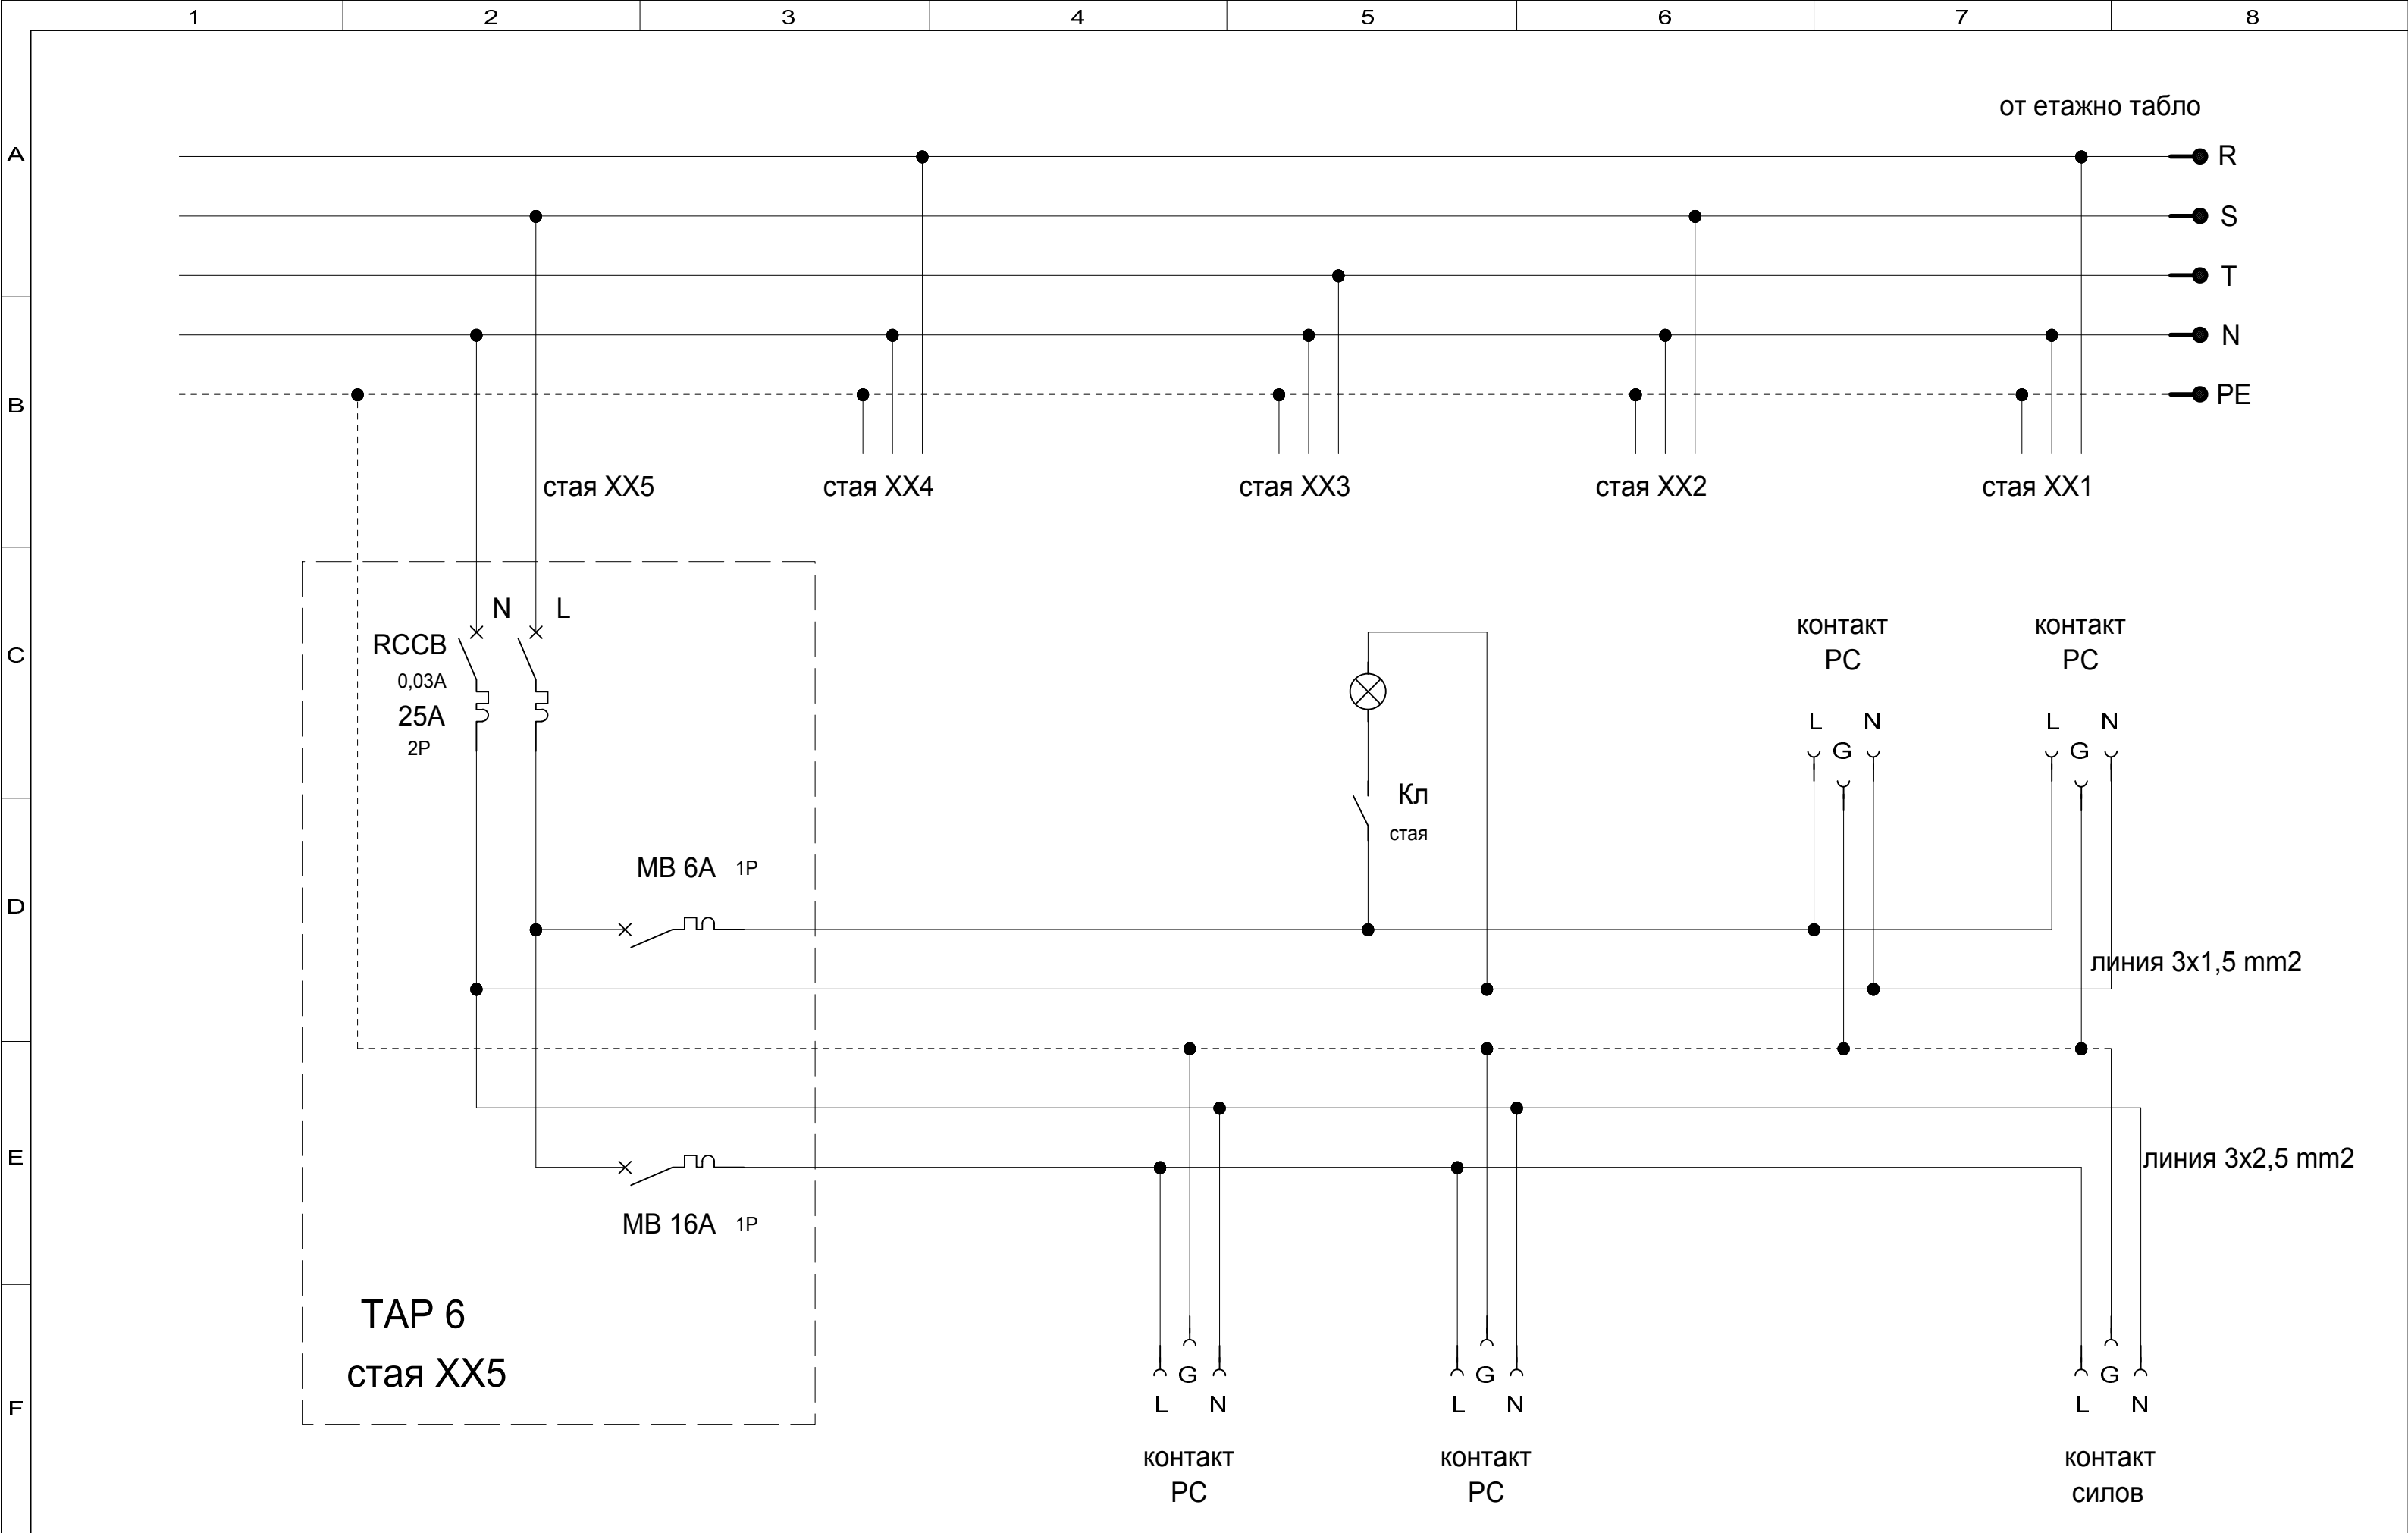 1 2 3 4 5 6 7 8
от етажно табло
A
R
S
T
N
B
PE
стая XX5 стая XX4 стая XX3 стая XX2 стая XX1
N L
C
RCCB
0,03A
25A
2P
контакт контакт
PC PC
L N L N
G G
Кл
стая
MB 6A 1P
D
линия 3x1,5 mm2
E
линия 3x2,5 mm2
MB 16A 1P
TAP 6
стая XX5
F
G G G
L N L N L N
контакт контакт контакт
PC PC силов